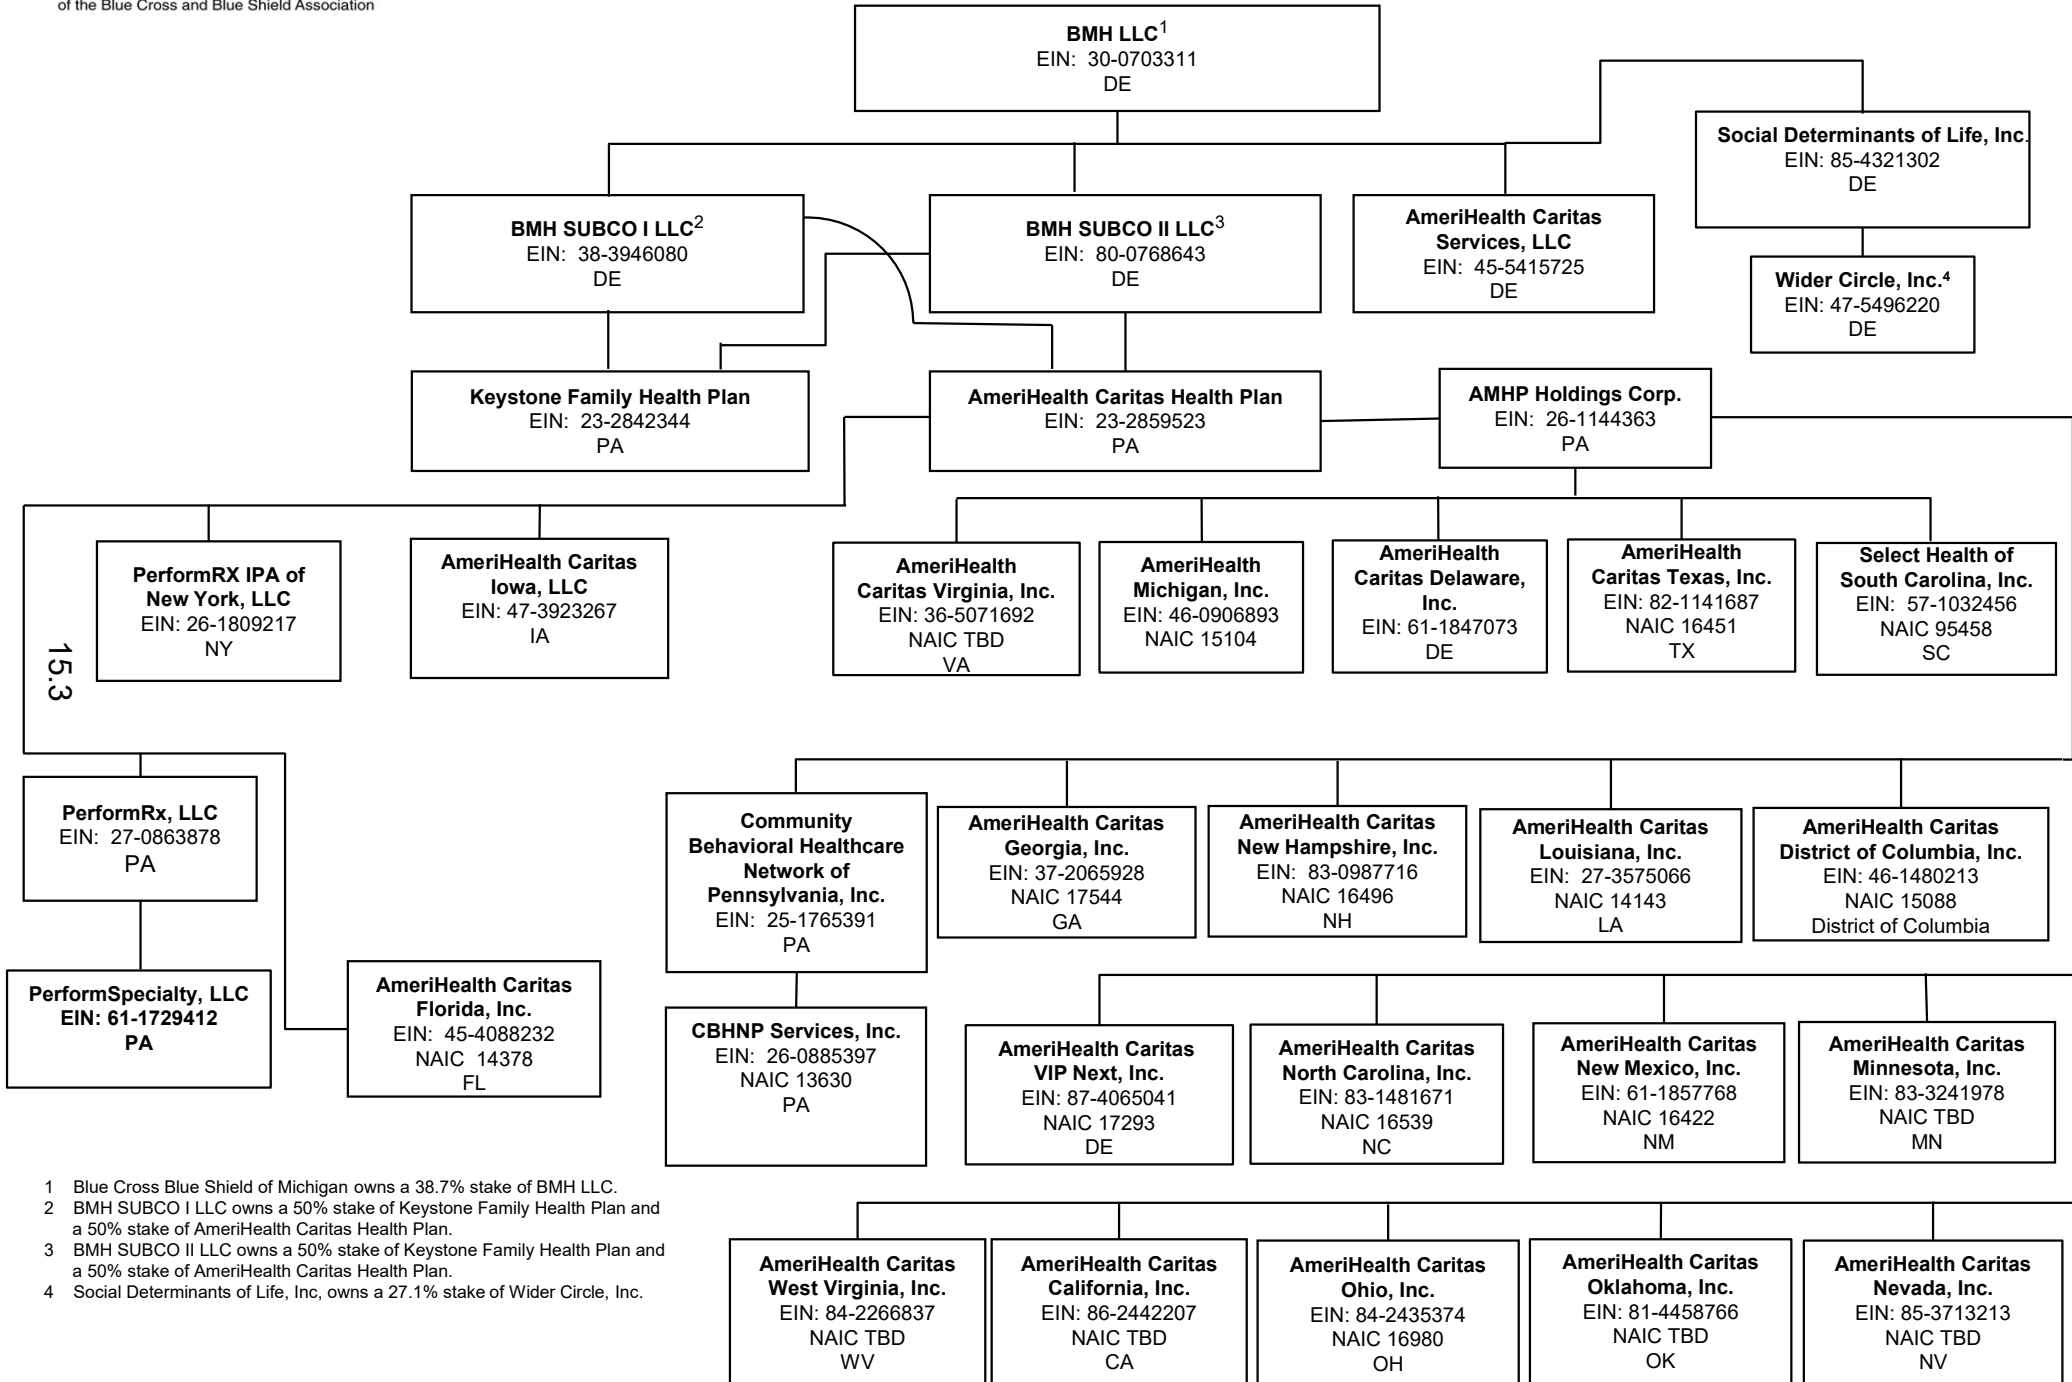 of the Blue Cross and Blue Shield Association
BMH LLC1
EIN: 30-0703311
DE
Social Determinants of Life, Inc.
EIN: 85-4321302
DE
BMH SUBCO I LLC2
EIN: 38-3946080
DE
BMH SUBCO II LLC3
EIN: 80-0768643
DE
AmeriHealth Caritas
Services, LLC
EIN: 45-5415725
DE
Wider Circle, Inc.4
EIN: 47-5496220
DE
Keystone Family Health Plan
EIN: 23-2842344
PA
AmeriHealth Caritas Health Plan
EIN: 23-2859523
PA
AMHP Holdings Corp.
EIN: 26-1144363
PA
15.3
PerformRX IPA of
New York, LLC
EIN: 26-1809217
NY
AmeriHealth Caritas
Iowa, LLC
EIN: 47-3923267
IA
AmeriHealth
Caritas Virginia, Inc.
EIN: 36-5071692
NAIC TBD
VA
AmeriHealth
Michigan, Inc.
EIN: 46-0906893
NAIC 15104
AmeriHealth
Caritas Delaware,
Inc.
EIN: 61-1847073
DE
AmeriHealth
Caritas Texas, Inc.
EIN: 82-1141687
NAIC 16451
TX
Select Health of
South Carolina, Inc.
EIN: 57-1032456
NAIC 95458
SC
PerformRx, LLC
EIN: 27-0863878
PA
Community
Behavioral Healthcare
Network of
Pennsylvania, Inc.
EIN: 25-1765391
PA
AmeriHealth Caritas
Georgia, Inc.
EIN: 37-2065928
NAIC 17544
GA
AmeriHealth Caritas
New Hampshire, Inc.
EIN: 83-0987716
NAIC 16496
NH
AmeriHealth Caritas
Louisiana, Inc.
EIN: 27-3575066
NAIC 14143
LA
AmeriHealth Caritas
District of Columbia, Inc.
EIN: 46-1480213
NAIC 15088
District of Columbia
PerformSpecialty, LLC
EIN: 61-1729412
PA
AmeriHealth Caritas
Florida, Inc.
EIN: 45-4088232
NAIC 14378
FL
CBHNP Services, Inc.
EIN: 26-0885397
NAIC 13630
PA
AmeriHealth Caritas
VIP Next, Inc.
EIN: 87-4065041
NAIC 17293
DE
AmeriHealth Caritas
North Carolina, Inc.
EIN: 83-1481671
NAIC 16539
NC
AmeriHealth Caritas
New Mexico, Inc.
EIN: 61-1857768
NAIC 16422
NM
AmeriHealth Caritas
Minnesota, Inc.
EIN: 83-3241978
NAIC TBD
MN
1 Blue Cross Blue Shield of Michigan owns a 38.7% stake of BMH LLC.
2 BMH SUBCO I LLC owns a 50% stake of Keystone Family Health Plan and
a 50% stake of AmeriHealth Caritas Health Plan.
3 BMH SUBCO II LLC owns a 50% stake of Keystone Family Health Plan and
a 50% stake of AmeriHealth Caritas Health Plan.
4 Social Determinants of Life, Inc, owns a 27.1% stake of Wider Circle, Inc.
AmeriHealth Caritas
West Virginia, Inc.
EIN: 84-2266837
NAIC TBD
WV
AmeriHealth Caritas
California, Inc.
EIN: 86-2442207
NAIC TBD
CA
AmeriHealth Caritas
Ohio, Inc.
EIN: 84-2435374
NAIC 16980
OH
AmeriHealth Caritas
Oklahoma, Inc.
EIN: 81-4458766
NAIC TBD
OK
AmeriHealth Caritas
Nevada, Inc.
EIN: 85-3713213
NAIC TBD
NV